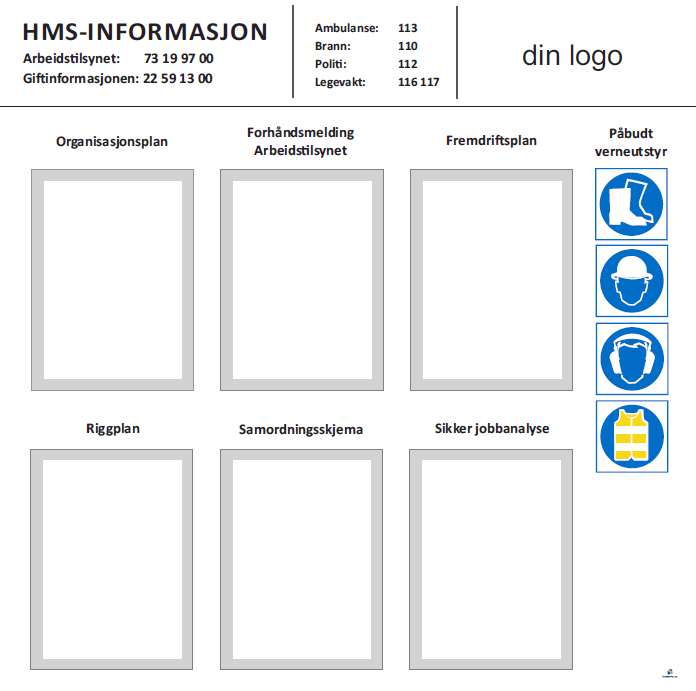 HMS-INFORMASJON
Arbeidstilsynet: 73 19 97 00
Giftinformasjonen: 22 59 13 00
Ambulanse: 113
Brann: 110
Politi: 112
Legevakt: 116 117
din logo
Organisasjonsplan
Forhåndsmelding
Arbeidstilsynet
Fremdriftsplan
Påbudt
verneutstyr
Riggplan
Samordningsskjema
Sikker jobbanalyse